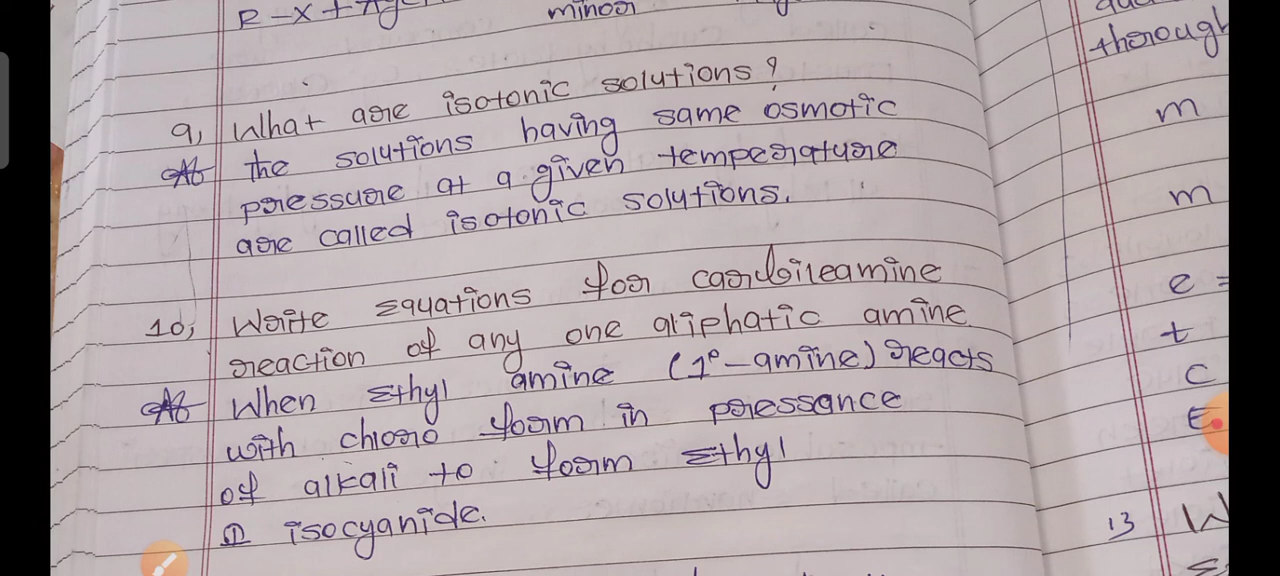 R-X + Ag
minor
9, What are isotonic solutions?
the solutions having same osmotic
pressure at a given temperature
are called isotonic solutions.
10, Write Equations for carbileamine
reaction of any one aliphatic amine
When Ethyl amine (1°-amine) reacts
with chloro form in pressance
of alkali to form Ethyl
isocyanide.
thorough
m
m
e =
t
c
E
13 W